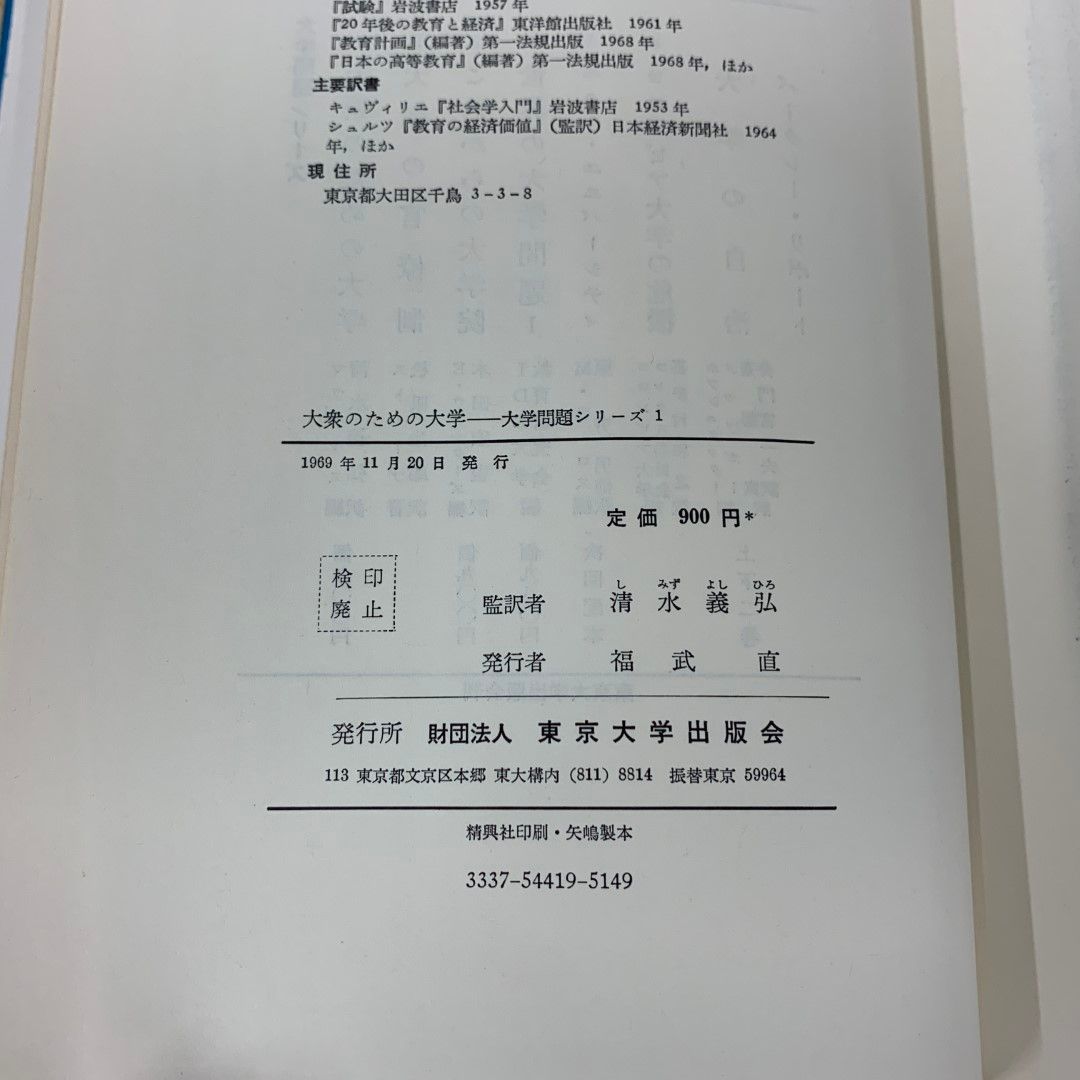 『試験』岩波書店 1957年
『20年後の教育と経済』東洋館出版社 1961年
『教育計画』(編著)第一法規出版 1968年
『日本の高等教育』(編著)第一法規出版 1968年,ほか
主要訳書
キュヴィリエ『社会学入門』岩波書店 1953年
シュルツ『教育の経済価値』(監訳)日本経済新聞社 1964
年,ほか
現住所
東京都大田区千鳥 3-3-8
大衆のための大学――大学問題シリーズ 1
1969年11月20日 発行
定価 900円*
検印
廃止
し みず よし ひろ
監訳者 清水義弘
発行者 福武直
発行所 財団法人 東京大学出版会
113 東京都文京区本郷 東大構内 (811) 8814 振替東京 59964
精興社印刷・矢嶋製本
3337-54419-5149